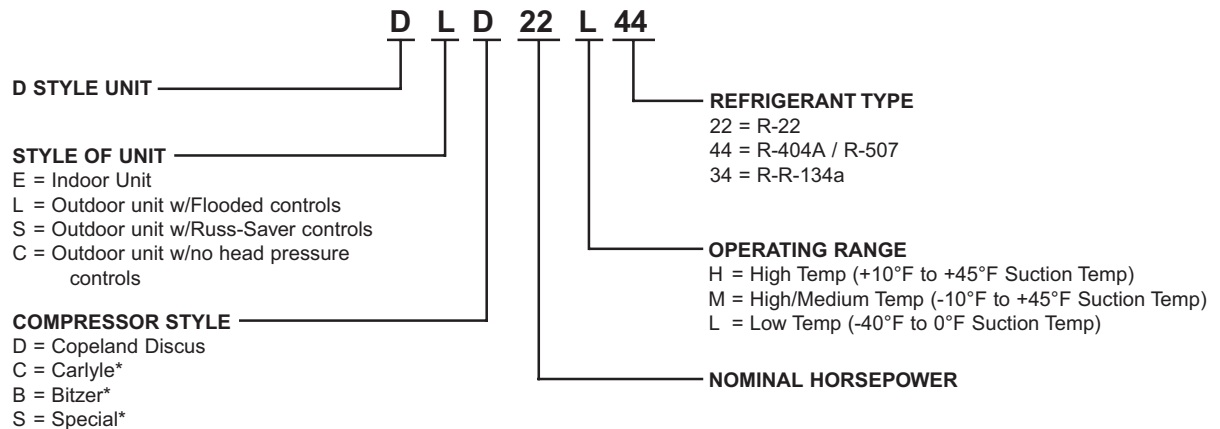 D L D 22 L 44
D STYLE UNIT
STYLE OF UNIT
E = Indoor Unit
L = Outdoor unit w/Flooded controls
S = Outdoor unit w/Russ-Saver controls
C = Outdoor unit w/no head pressure
controls
COMPRESSOR STYLE
D = Copeland Discus
C = Carlyle*
B = Bitzer*
S = Special*
REFRIGERANT TYPE
22 = R-22
44 = R-404A / R-507
34 = R-R-134a
OPERATING RANGE
H = High Temp (+10°F to +45°F Suction Temp)
M = High/Medium Temp (-10°F to +45°F Suction Temp)
L = Low Temp (-40°F to 0°F Suction Temp)
NOMINAL HORSEPOWER